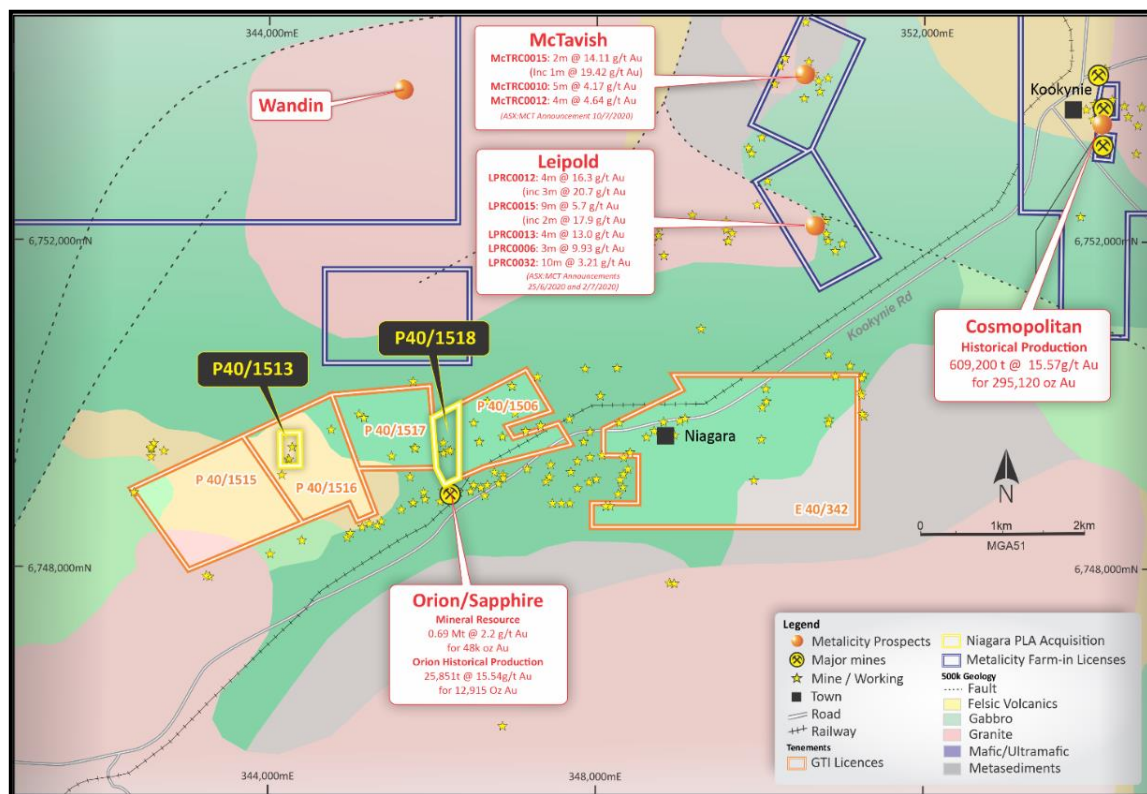 344,000mE
352,000mE
McTavish
McTRC0015: 2m @ 14.11 g/t Au
(Inc 1m @ 19.42 g/t Au)
McTRC0010: 5m @ 4.17 g/t Au
McTRC0012: 4m @ 4.64 g/t Au
(ASX:MCT Announcement 10/7/2020)
Wandin
Kookynie
Leipold
LPRC0012: 4m @ 16.3 g/t Au
(inc 3m @ 20.7 g/t Au
LPRC0015: 9m @ 5.7 g/t Au
(inc 2m @ 17.9 g/t Au
LPRC0013: 4m @ 13.0 g/t Au
LPRC0006: 3m @ 9.93 g/t Au
LPRC0032: 10m @ 3.21 g/t Au
(ASX:MCT Announcements
25/6/2020 and 2/7/2020)
6,752,000mN
6,752,000mN
Kookynie Rd
Cosmopolitan
Historical Production
609,200 t @ 15.57g/t Au
for 295,120 oz Au
P40/1518
P40/1513
P 40/1506
P 40/1517
Niagara
P 40/1515
P 40/1516
E 40/342
N
0 1km 2km
MGA51
6,748,000mN
6,748,000mN
Orion/Sapphire
Mineral Resource
0.69 Mt @ 2.2 g/t Au
for 48k oz Au
Orion Historical Production
25,851t @ 15.54g/t Au
for 12,915 Oz Au
Legend
Metalicity Prospects
Major mines
Mine / Working
Town
Road
Railway
Tenements
GTI Licences
Niagara PLA Acquisition
Metalicity Farm-in Licenses
500k Geology
Fault
Felsic Volcanics
Gabbro
Granite
Mafic/Ultramafic
Metasediments
344,000mE
348,000mE